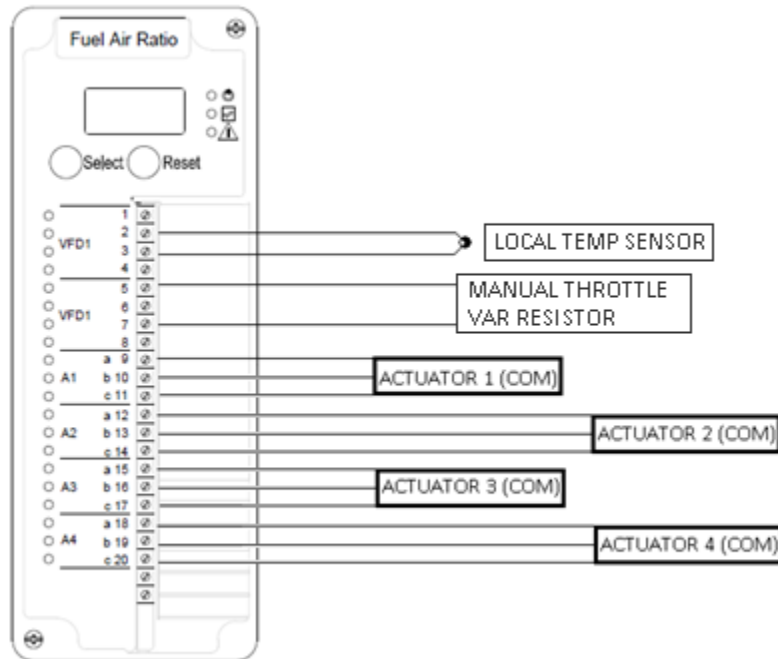 Fuel Air Ratio
Select
Reset
1
VFD1 2
3
4
5
VFD1 6
7
8
a 9
A1 b 10
c 11
a 12
A2 b 13
c 14
a 15
A3 b 16
c 17
a 18
A4 b 19
c 20
LOCAL TEMP SENSOR
MANUAL THROTTLE
VAR RESISTOR
ACTUATOR 1 (COM)
ACTUATOR 2 (COM)
ACTUATOR 3 (COM)
ACTUATOR 4 (COM)